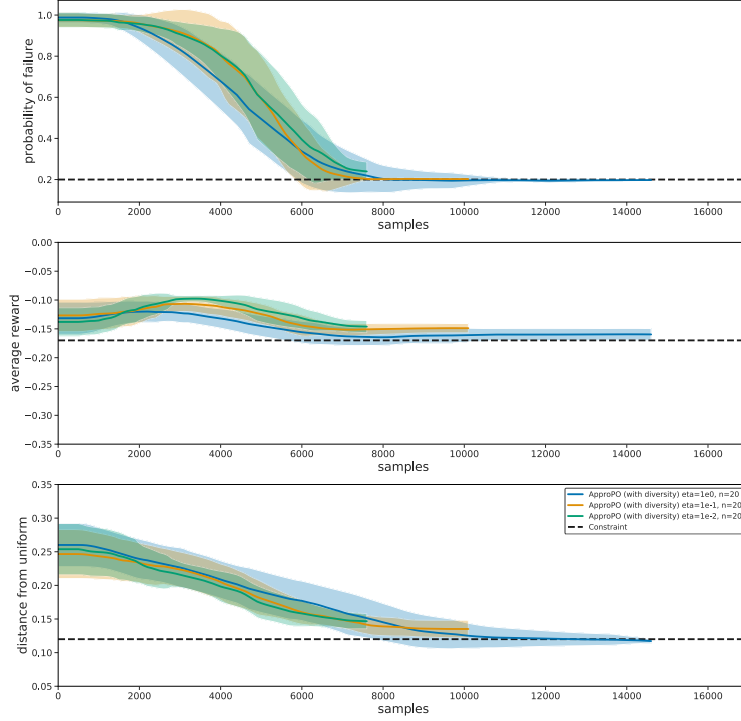 1.0
0.8
0.6
0.4
0.2
probability of failure
0 2000 4000 6000 8000 10000 12000 14000 16000
samples
0.00
−0.05
−0.10
−0.15
−0.20
−0.25
−0.30
−0.35
average reward
0 2000 4000 6000 8000 10000 12000 14000 16000
samples
0.35
0.30
0.25
0.20
0.15
0.10
0.05
distance from uniform
Appro​PO (with diversity) eta=1e0, n=20
ApproPO (with diversity) eta=1e-1, n=20
ApproPO (with diversity) eta=1e-2, n=20
Constraint
0 2000 4000 6000 8000 10000 12000 14000 16000
samples